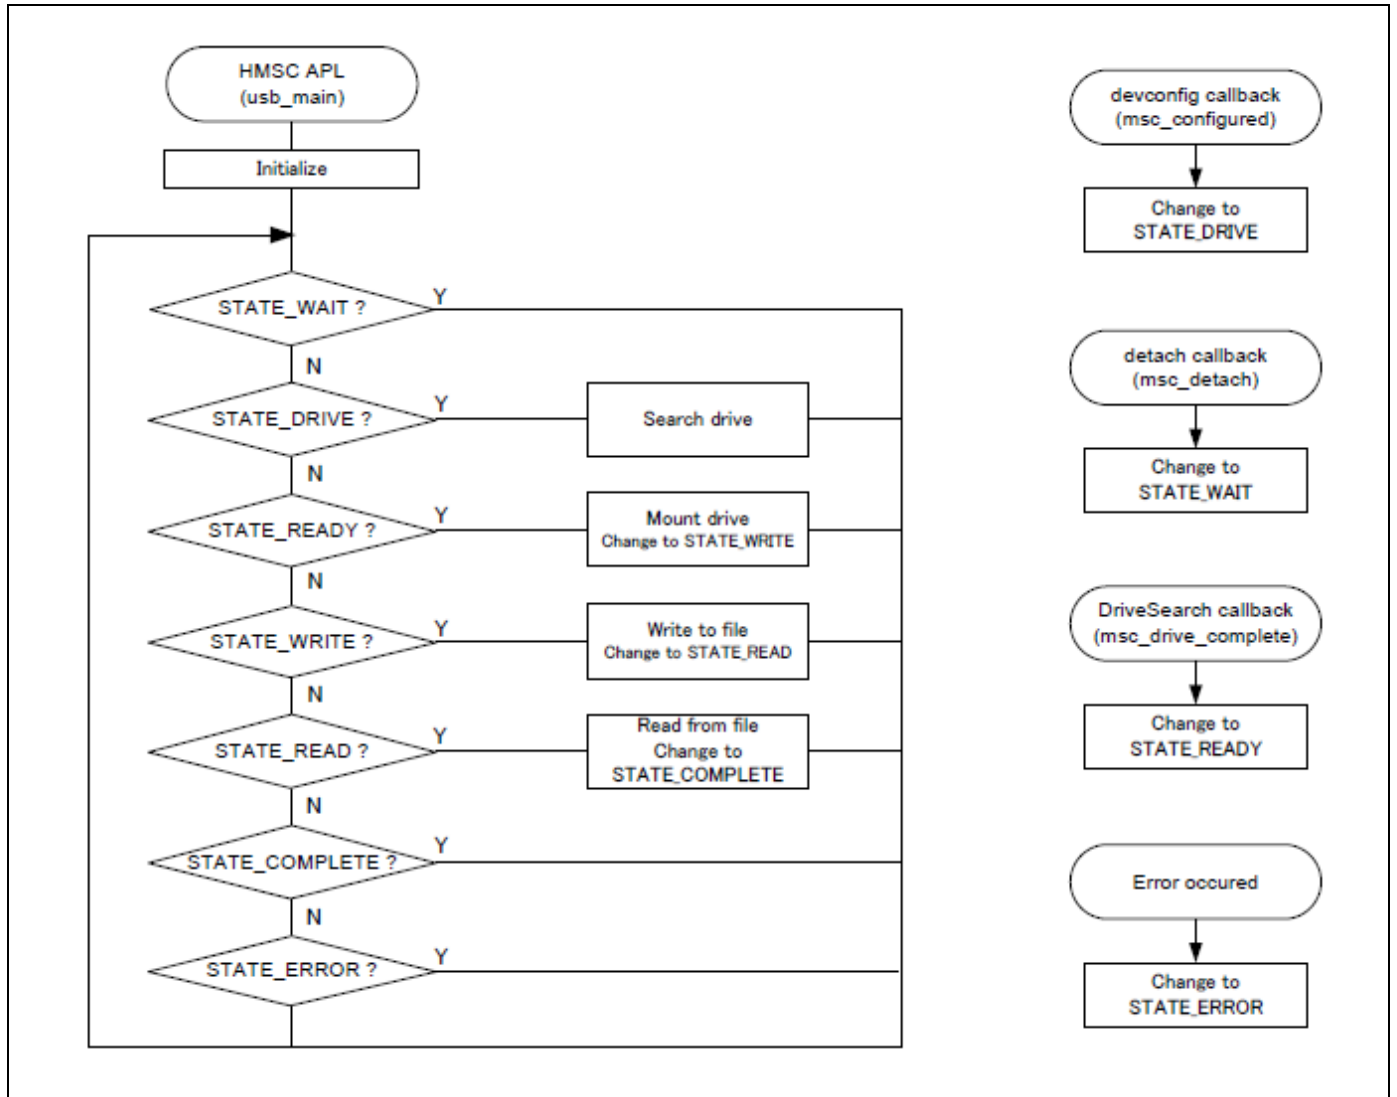 HMSC APL
(usb_main)
Initialize
STATE_WAIT ?
Y
N
STATE_DRIVE ?
Y
Search drive
N
STATE_READY ?
Y
Mount drive
Change to STATE_WRITE
N
STATE_WRITE ?
Y
Write to file
Change to STATE_READ
N
STATE_READ ?
Y
Read from file
Change to
STATE_COMPLETE
N
STATE_COMPLETE ?
Y
N
STATE_ERROR ?
Y
devconfig callback
(msc_configured)
Change to
STATE_DRIVE
detach callback
(msc_detach)
Change to
STATE_WAIT
DriveSearch callback
(msc_drive_complete)
Change to
STATE_READY
Error occured
Change to
STATE_ERROR